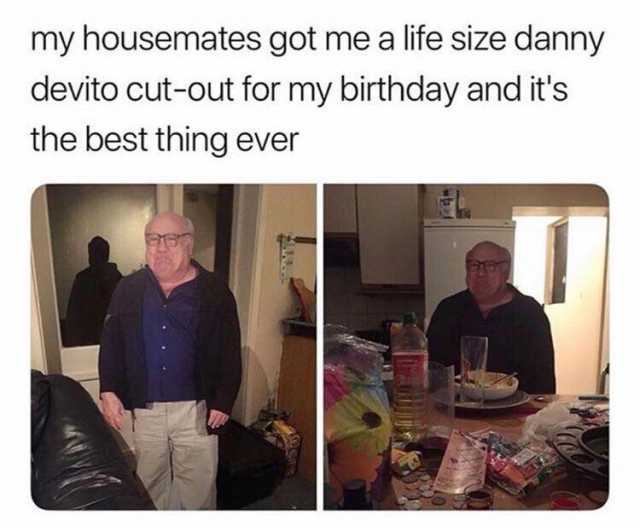 my housemates got me a life size danny
devito cut-out for my birthday and it's
the best thing ever